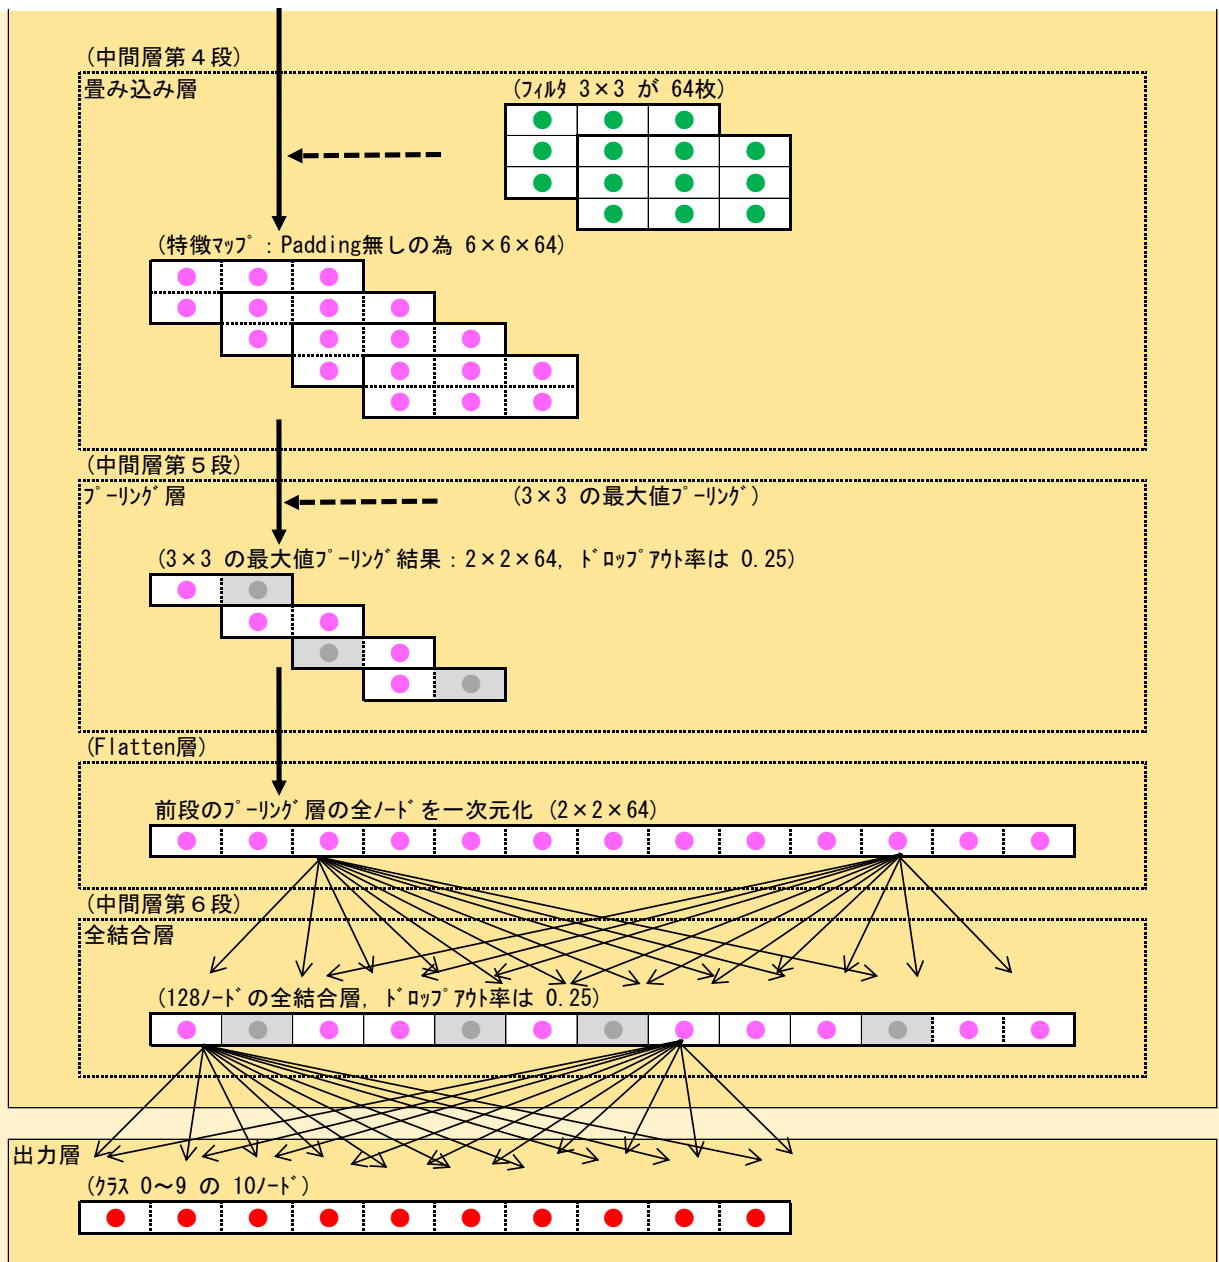 (中間層第４段)
畳み込み層
(ﾌｨﾙﾀ 3×3 が 64枚)
(特徴ﾏｯﾌﾟ：Padding無しの為 6×6×64)
(中間層第５段)
ﾌﾟｰﾘﾝｸﾞ層
(3×3 の最大値ﾌﾟｰﾘﾝｸﾞ)
(3×3 の最大値ﾌﾟｰﾘﾝｸﾞ結果：2×2×64, ﾄﾞﾛｯﾌﾟｱｳﾄ率は 0.25)
(Flatten層)
前段のﾌﾟｰﾘﾝｸﾞ層の全ﾉｰﾄﾞを一次元化 (2×2×64)
(中間層第６段)
全結合層
(128ﾉｰﾄﾞの全結合層, ﾄﾞﾛｯﾌﾟｱｳﾄ率は 0.25)
出力層
(ｸﾗｽ 0～9 の 10ﾉｰﾄﾞ)